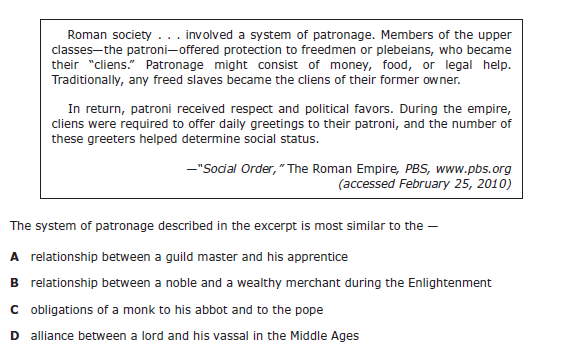 Roman society . . . involved a system of patronage. Members of the upper
classes—the patroni—offered protection to freedmen or plebeians, who became
their “cliens.” Patronage might consist of money, food, or legal help.
Traditionally, any freed slaves became the cliens of their former owner.
In return, patroni received respect and political favors. During the empire,
cliens were required to offer daily greetings to their patroni, and the number of
these greeters helped determine social status.
—“Social Order,” The Roman Empire, PBS, www.pbs.org
(accessed February 25, 2010)
The system of patronage described in the excerpt is most similar to the —
A relationship between a guild master and his apprentice
B relationship between a noble and a wealthy merchant during the Enlightenment
C obligations of a monk to his abbot and to the pope
D alliance between a lord and his vassal in the Middle Ages